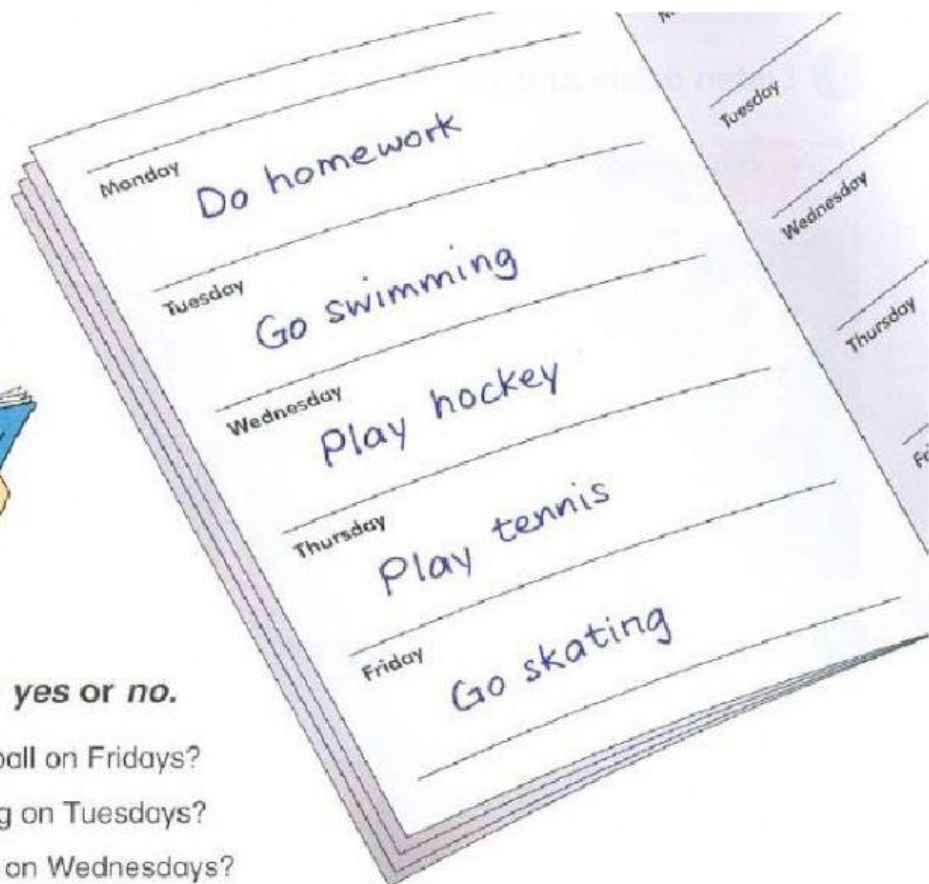 Monday
Do homework
Tuesday
Go swimming
Wednesday
Play hockey
Thursday
Play tennis
Friday
Go skating
Tuesday
Wednesday
Thursday
yes or no.
on Fridays?
on Tuesdays?
on Wednesdays?